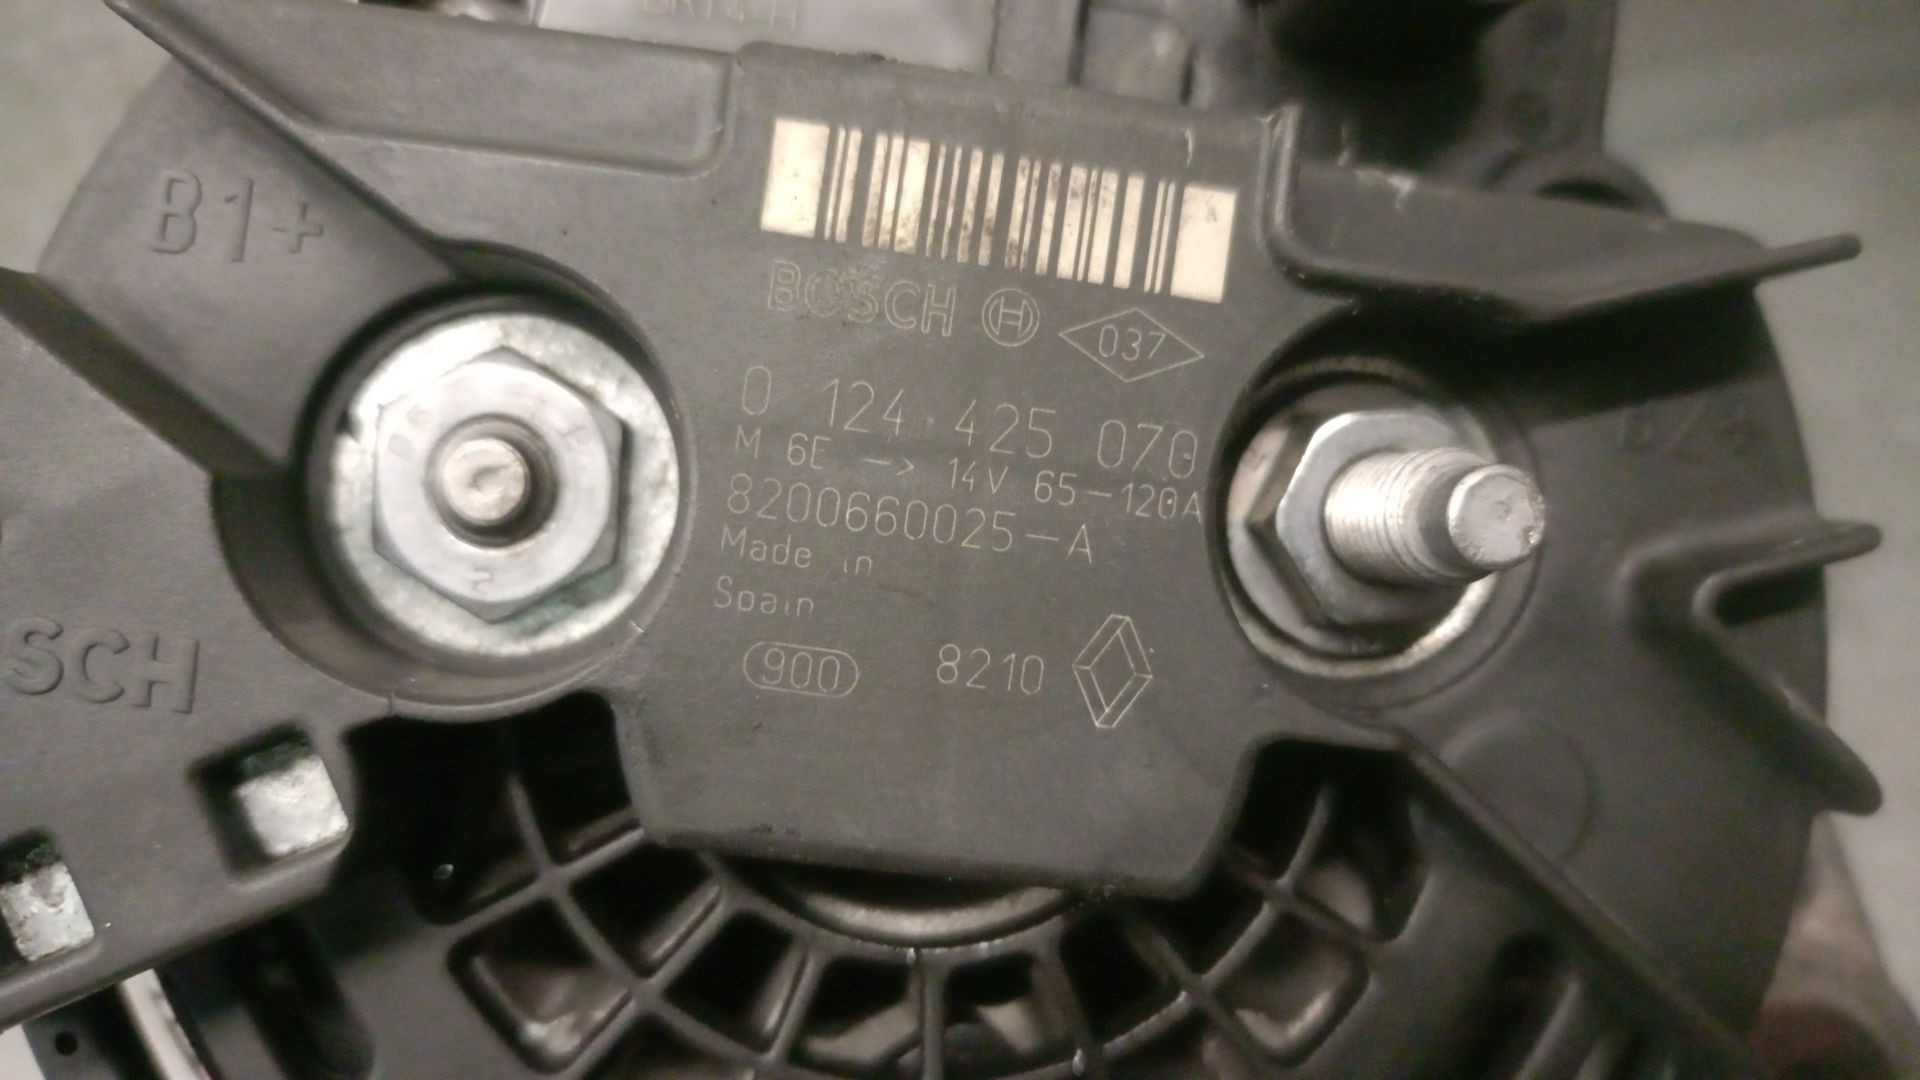 B1+
BOSCH
037
0 124 425 070
M 6E --> 14V 65-120A
8200660025-A
Made in
Spain
900
8210
SCH